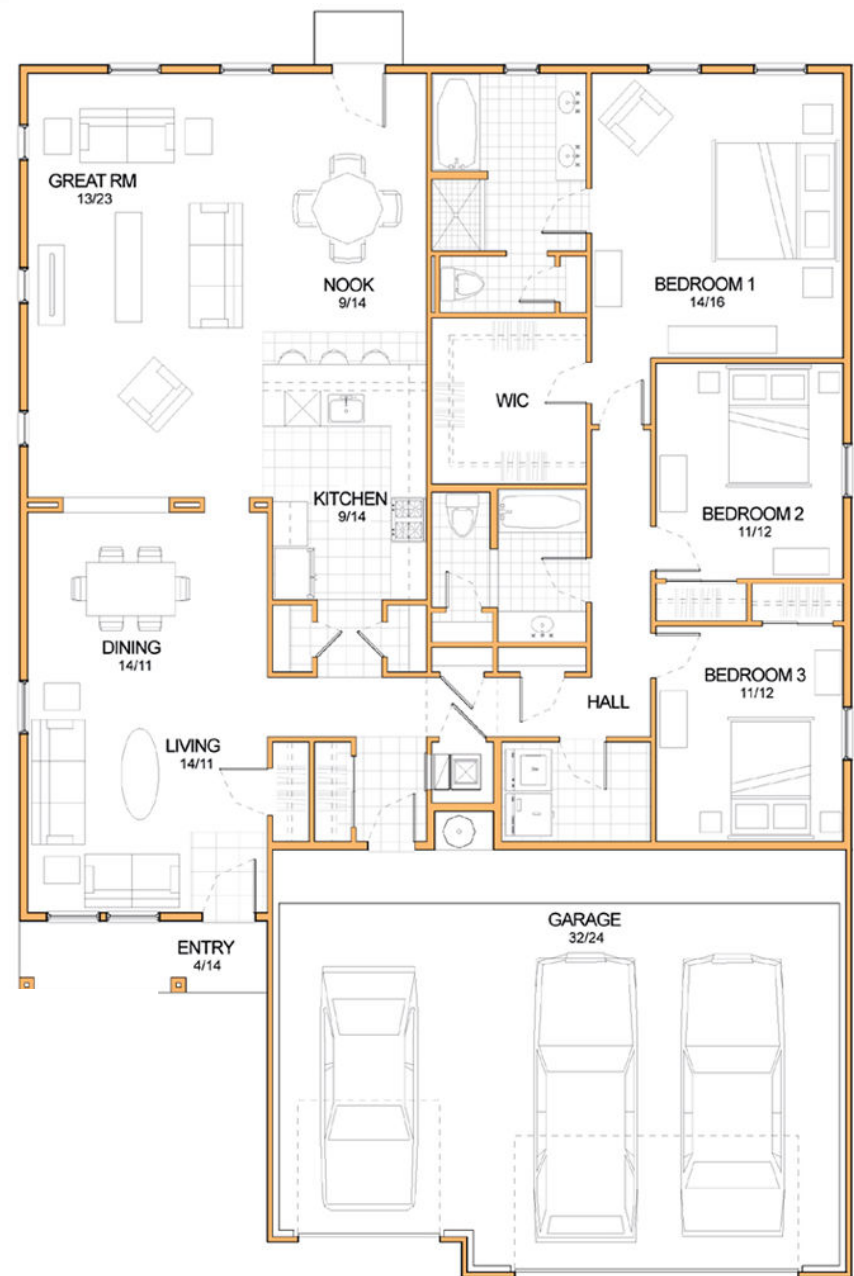 GREAT RM
13/23
NOOK
9/14
BEDROOM 1
14/16
WIC
KITCHEN
9/14
BEDROOM 2
11/12
DINING
14/11
BEDROOM 3
11/12
HALL
LIVING
14/11
GARAGE
32/24
ENTRY
4/14